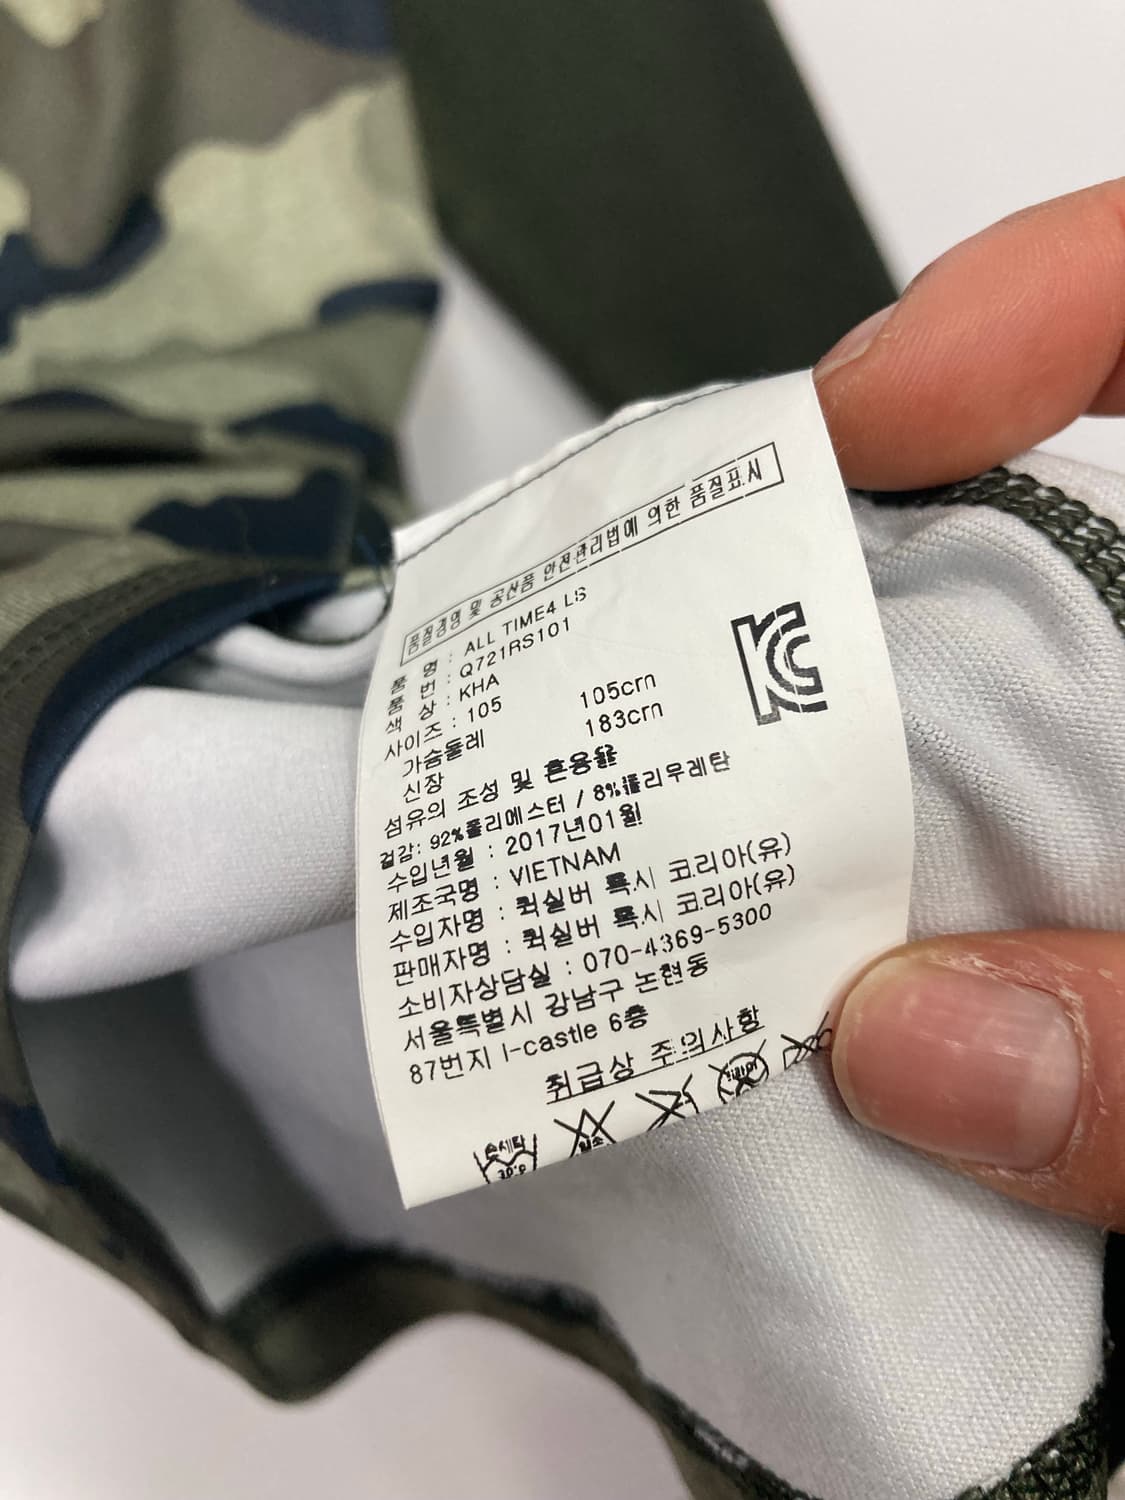 품질경영 및 공산품 안전관리법에 의한 품질표시
품 명 : ALL TIME4 LS
품 번 : Q721RS101
색 상 : KHA
사이즈 : 105
가슴둘레 105cm
신장 183cm
KC
섬유의 조성 및 혼용율
겉감: 92%폴리에스터 / 8%폴리우레탄
수입년월 : 2017년01월
제조국명 : VIETNAM
수입자명 : 퀵실버 록시 코리아(유)
판매자명 : 퀵실버 록시 코리아(유)
소비자상담실 : 070-4369-5300
서울특별시 강남구 논현동
87번지 I-castle 6층
취급상 주의사항
손세탁